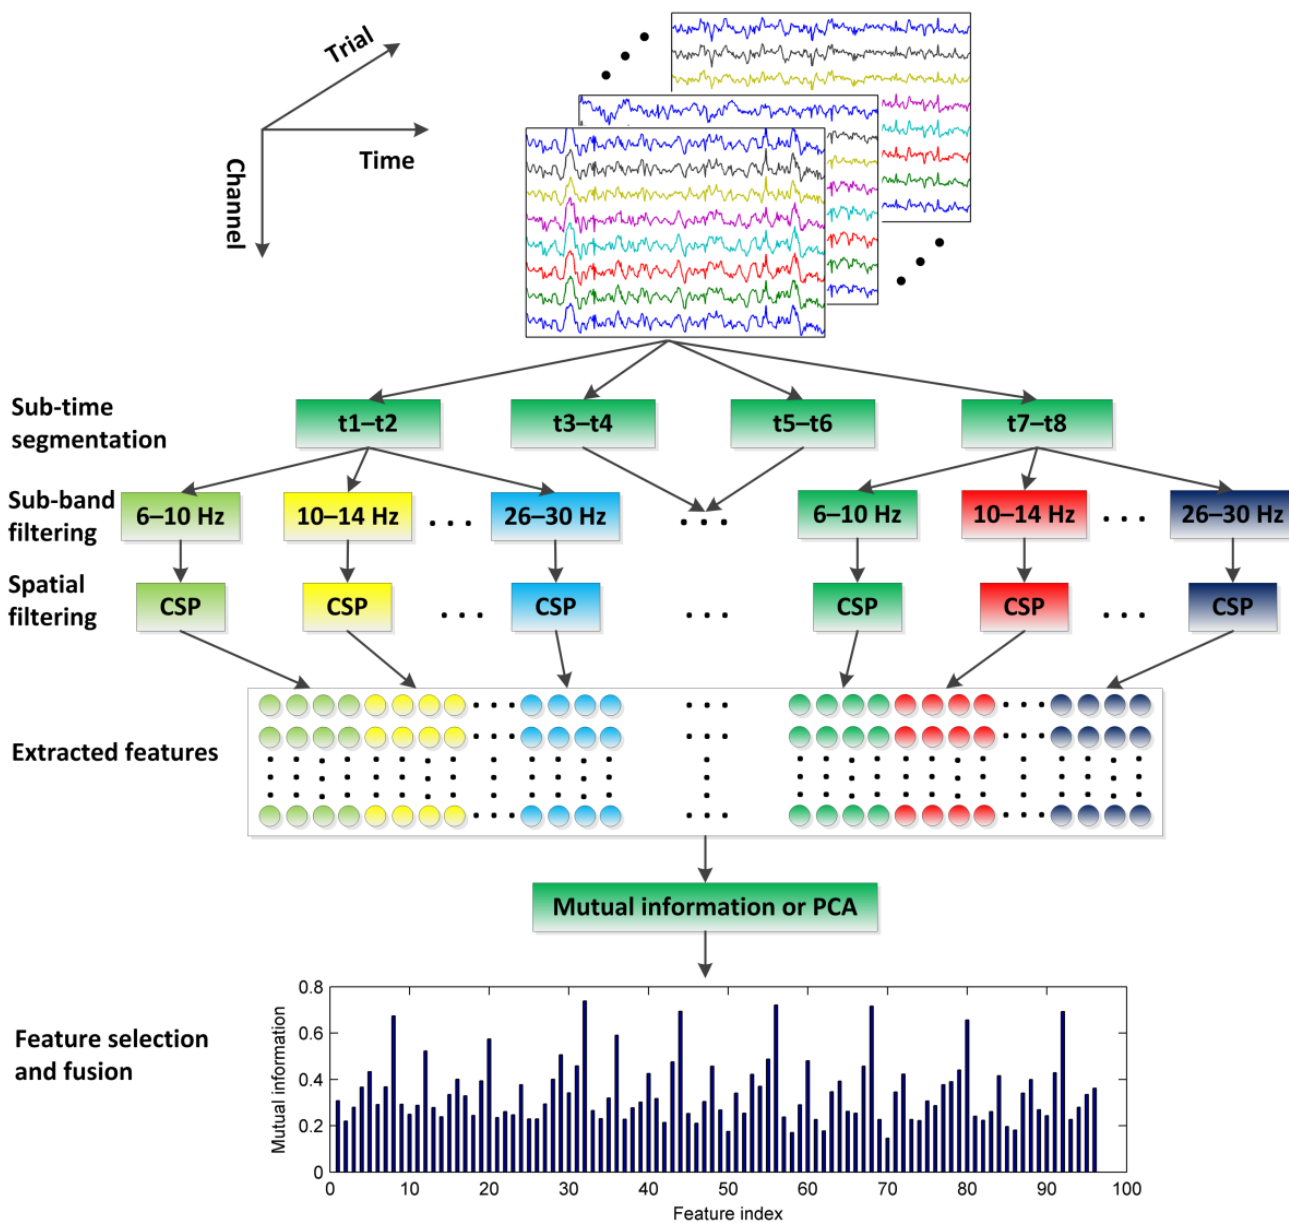 Trial
Time
Channel
Sub-time
segmentation
t1–t2
t3–t4
t5–t6
t7–t8
Sub-band
filtering
6–10 Hz
10–14 Hz
. . .
26–30 Hz
. . .
6–10 Hz
10–14 Hz
. . .
26–30 Hz
Spatial
filtering
CSP
CSP
. . .
CSP
. . .
CSP
CSP
. . .
CSP
Extracted features
Mutual information or PCA
Feature selection
and fusion
Mutual information
0.8
0.6
0.4
0.2
0
0 10 20 30 40 50 60 70 80 90 100
Feature index